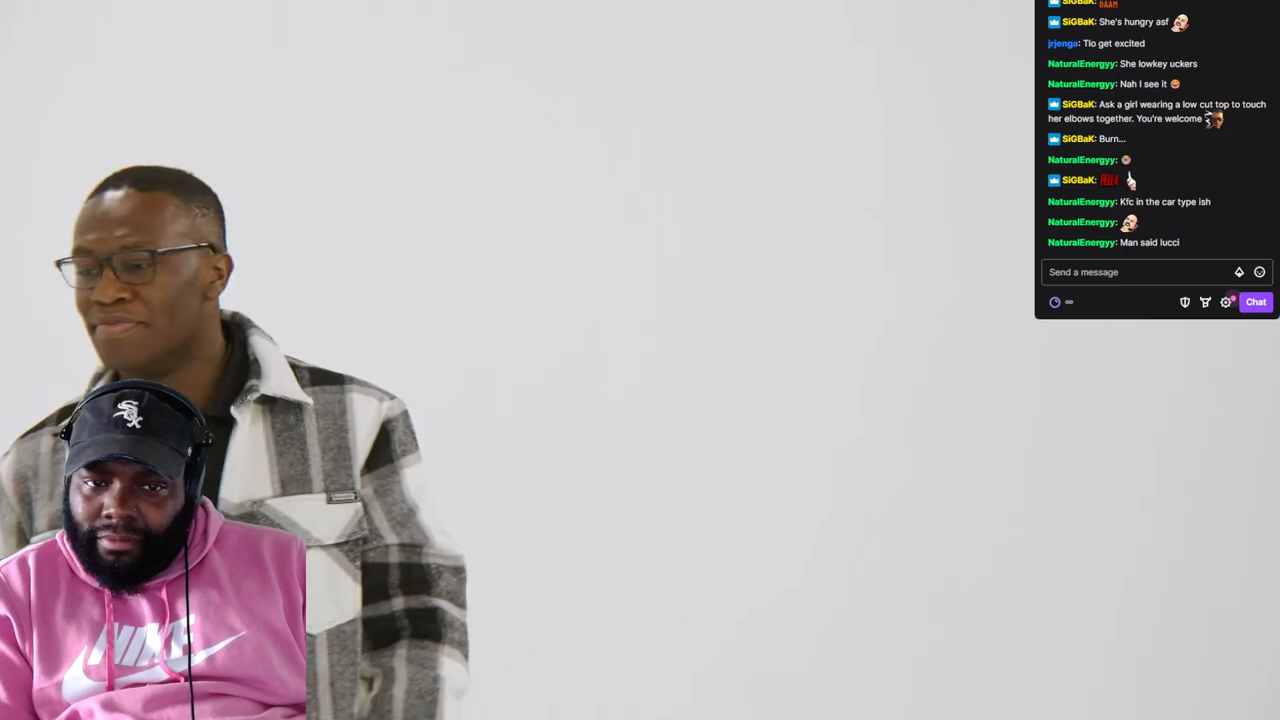 SiGBaK: DAAM
SiGBaK: She's hungry asf
jrjenga: Tlo get excited
NaturalEnergyy: She lowkey uckers
NaturalEnergyy: Nah I see it
SiGBaK: Ask a girl wearing a low cut top to touch
her elbows together. You're welcome
SiGBaK: Burn...
NaturalEnergyy:
SiGBaK:
NaturalEnergyy: Kfc in the car type ish
NaturalEnergyy:
NaturalEnergyy: Man said lucci
Send a message
Chat
Sox
NIKE